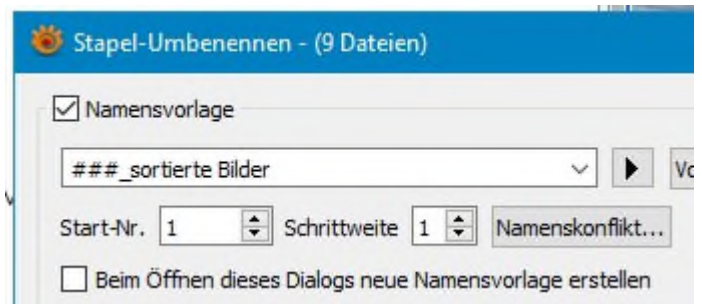 Stapel-Umbenennen - (9 Dateien)
Namensvorlage
###_sortierte Bilder
Start-Nr. 1 Schrittweite 1 Namenskonflikt...
Beim Öffnen dieses Dialogs neue Namensvorlage erstellen